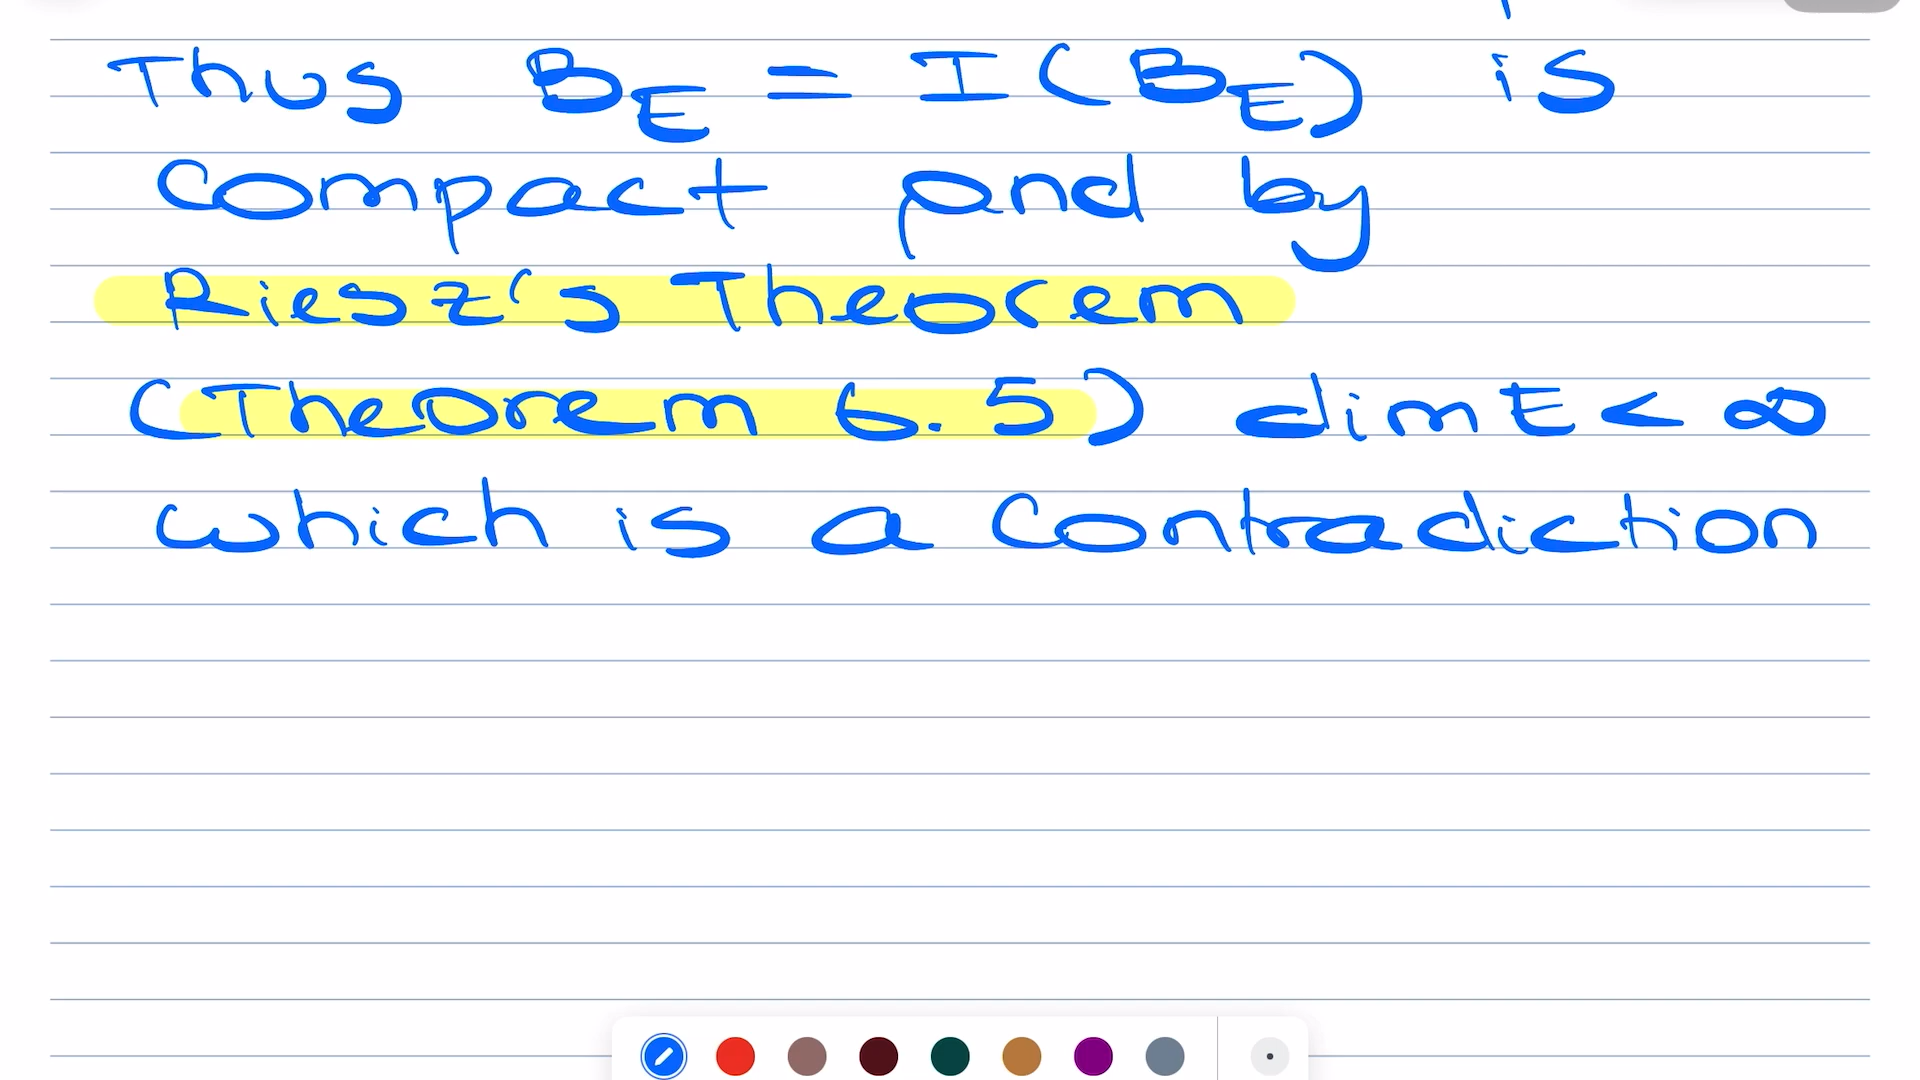 Thus B_E = I(B_E) is
compact and by
Riesz's Theorem
(Theorem 6.5) dim E < ∞
which is a contradiction